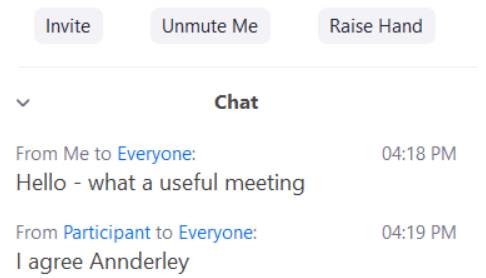 Invite Unmute Me Raise Hand
Chat
From Me to Everyone: 04:18 PM
Hello - what a useful meeting
From Participant to Everyone: 04:19 PM
I agree Annderley